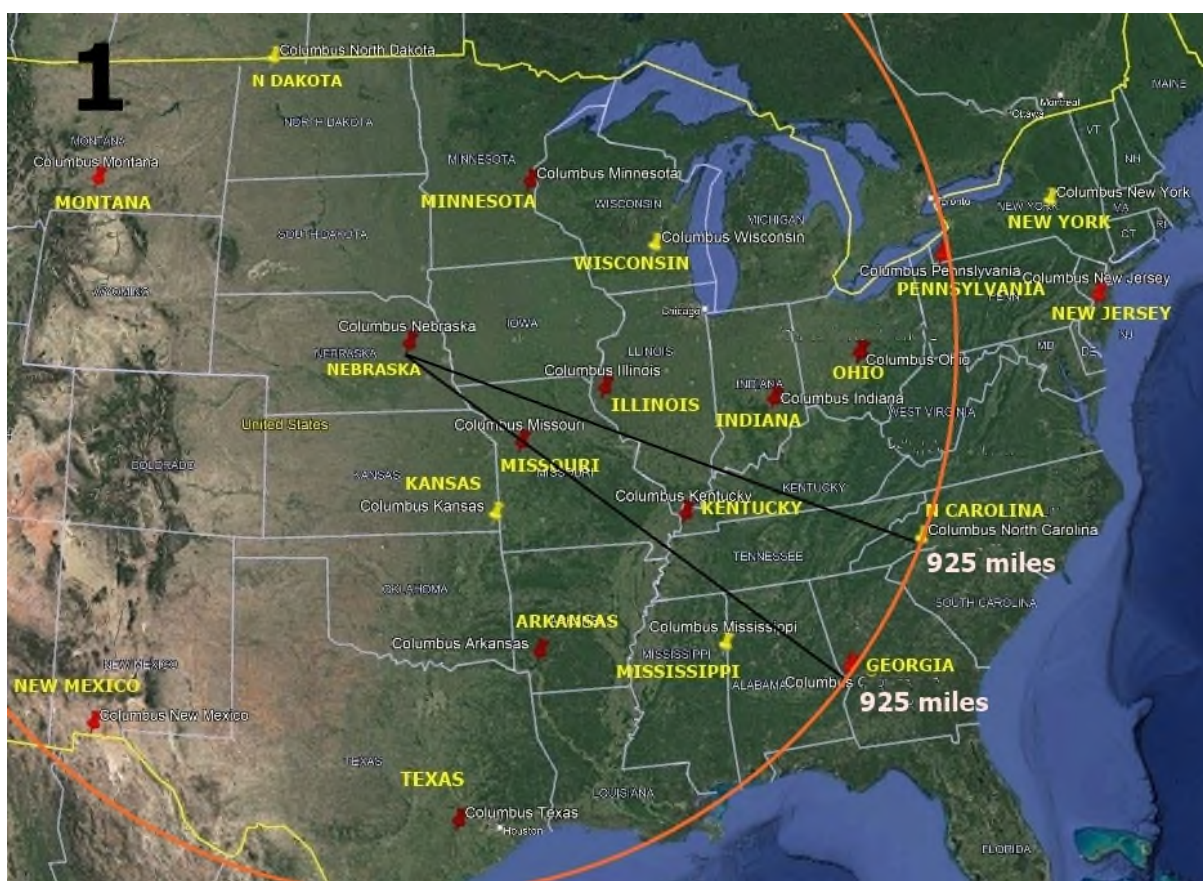 1
Columbus North Dakota
N DAKOTA
NORTH DAKOTA
MONTANA
Columbus Montana
MONTANA
MINNESOTA
Columbus Minnesota
MINNESOTA
WISCONSIN
Columbus Wisconsin
WISCONSIN
MICHIGAN
Ottawa
Montreal
MAINE
VT
NH
Toronto
NEW YORK
Columbus New York
NEW YORK
MA
CT
RI
SOUTH DAKOTA
WYOMING
Columbus Pennslyvania
PENNSYLVANIA
PENN
Columbus New Jersey
NEW JERSEY
NJ
MD
DE
Chicago
IOWA
Columbus Nebraska
NEBRASKA
NEBRASKA
ILLINOIS
Columbus Illinois
ILLINOIS
INDIANA
Columbus Indiana
INDIANA
Columbus Ohio
OHIO
WEST VIRGINIA
United States
COLORADO
Columbus Missouri
MISSOURI
MISSOURI
KANSAS
KANSAS
Columbus Kansas
Columbus Kentucky
KENTUCKY
KENTUCKY
N CAROLINA
Columbus North Carolina
925 miles
TENNESSEE
OKLAHOMA
SOUTH CAROLINA
ARKANSAS
Columbus Arkansas
Columbus Mississippi
MISSISSIPPI
MISSISSIPPI
ALABAMA
Columbus
GEORGIA
925 miles
NEW MEXICO
NEW MEXICO
Columbus New Mexico
TEXAS
TEXAS
Columbus Texas
Houston
LOUISIANA
FLORIDA